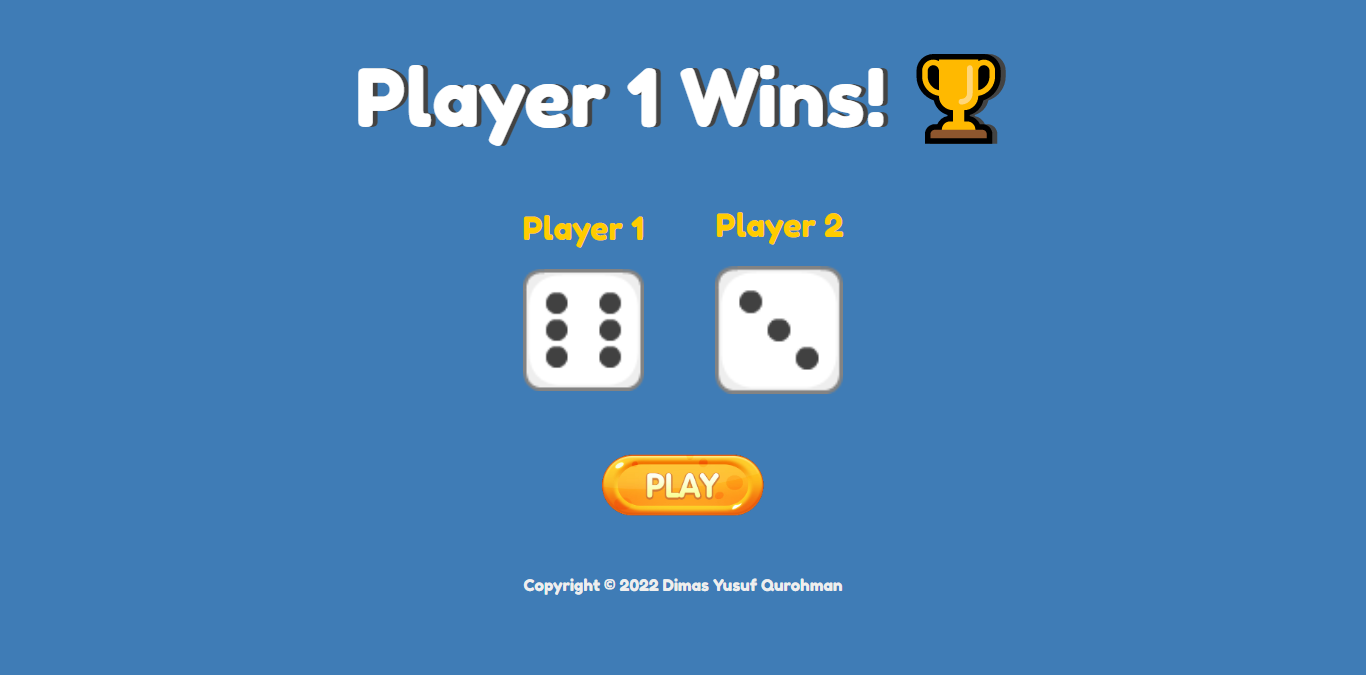 Player 1 Wins! 🏆
Player 1
Player 2
PLAY
Copyright © 2022 Dimas Yusuf Qurohman